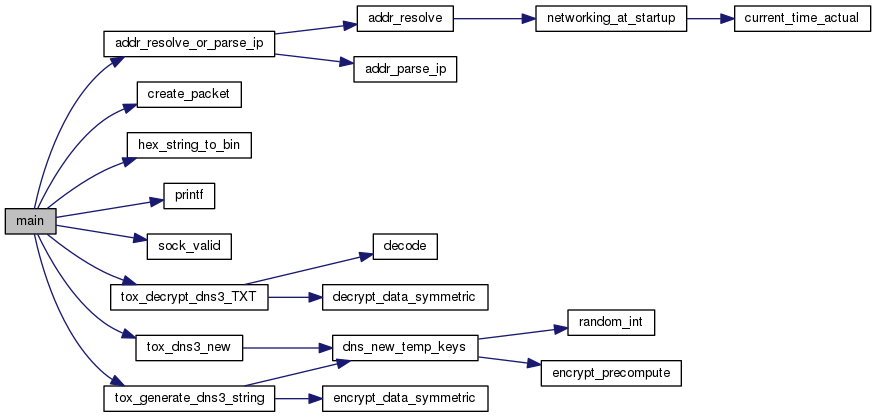 main
addr_resolve_or_parse_ip
addr_resolve
networking_at_startup
current_time_actual
addr_parse_ip
create_packet
hex_string_to_bin
printf
sock_valid
tox_decrypt_dns3_TXT
decode
decrypt_data_symmetric
tox_dns3_new
dns_new_temp_keys
random_int
encrypt_precompute
tox_generate_dns3_string
encrypt_data_symmetric